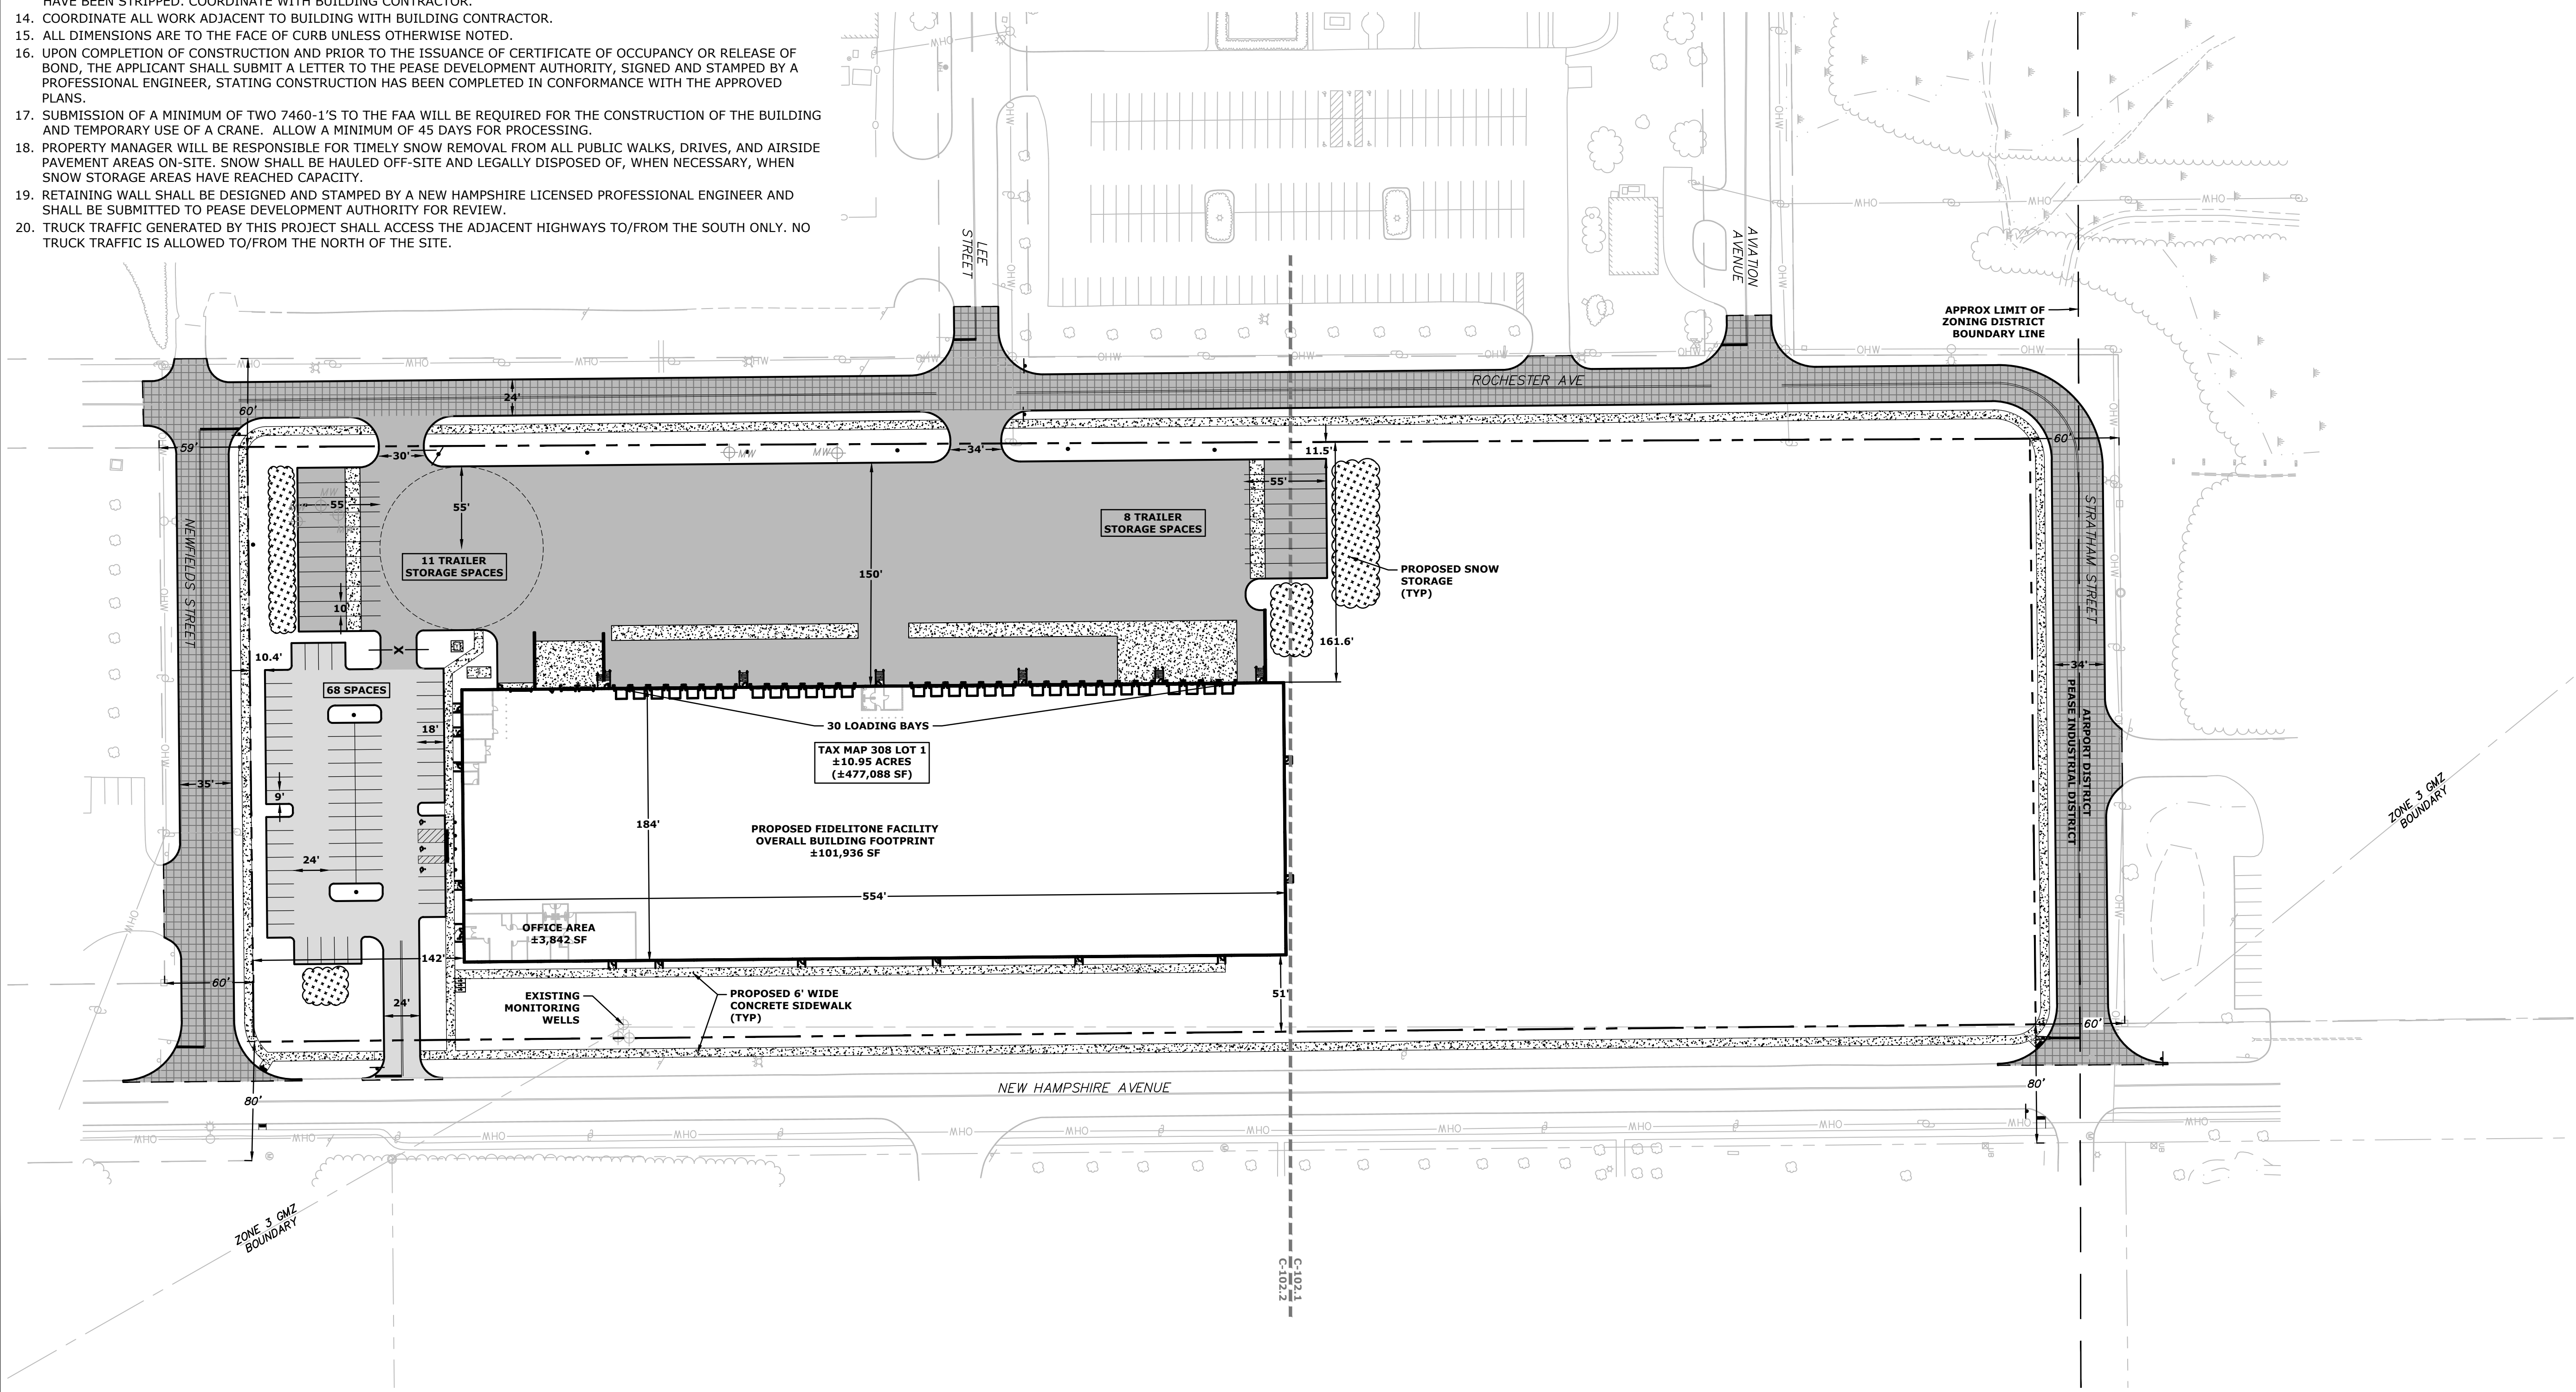 HAVE BEEN STRIPPED. COORDINATE WITH BUILDING CONTRACTOR.
14. COORDINATE ALL WORK ADJACENT TO BUILDING WITH BUILDING CONTRACTOR.
15. ALL DIMENSIONS ARE TO THE FACE OF CURB UNLESS OTHERWISE NOTED.
16. UPON COMPLETION OF CONSTRUCTION AND PRIOR TO THE ISSUANCE OF CERTIFICATE OF OCCUPANCY OR RELEASE OF
BOND, THE APPLICANT SHALL SUBMIT A LETTER TO THE PEASE DEVELOPMENT AUTHORITY, SIGNED AND STAMPED BY A
PROFESSIONAL ENGINEER, STATING CONSTRUCTION HAS BEEN COMPLETED IN CONFORMANCE WITH THE APPROVED
PLANS.
17. SUBMISSION OF A MINIMUM OF TWO 7460-1'S TO THE FAA WILL BE REQUIRED FOR THE CONSTRUCTION OF THE BUILDING
AND TEMPORARY USE OF A CRANE. ALLOW A MINIMUM OF 45 DAYS FOR PROCESSING.
18. PROPERTY MANAGER WILL BE RESPONSIBLE FOR TIMELY SNOW REMOVAL FROM ALL PUBLIC WALKS, DRIVES, AND AIRSIDE
PAVEMENT AREAS ON-SITE. SNOW SHALL BE HAULED OFF-SITE AND LEGALLY DISPOSED OF, WHEN NECESSARY, WHEN
SNOW STORAGE AREAS HAVE REACHED CAPACITY.
19. RETAINING WALL SHALL BE DESIGNED AND STAMPED BY A NEW HAMPSHIRE LICENSED PROFESSIONAL ENGINEER AND
SHALL BE SUBMITTED TO PEASE DEVELOPMENT AUTHORITY FOR REVIEW.
20. TRUCK TRAFFIC GENERATED BY THIS PROJECT SHALL ACCESS THE ADJACENT HIGHWAYS TO/FROM THE SOUTH ONLY. NO
TRUCK TRAFFIC IS ALLOWED TO/FROM THE NORTH OF THE SITE.
LEE
STREET
AVIATION
AVENUE
APPROX LIMIT OF
ZONING DISTRICT
BOUNDARY LINE
OHW
OHW
OHW
OHW
OHW
OHW
ROCHESTER AVE
24'
60'
59'
30'
34'
11.5'
60'
MW
MW
MW
55'
55
55'
8 TRAILER
STORAGE SPACES
11 TRAILER
STORAGE SPACES
150'
PROPOSED SNOW
STORAGE
(TYP)
NEWFIELDS STREET
STRATHAM STREET
10'
161.6'
X
10.4'
34'
68 SPACES
18'
30 LOADING BAYS
TAX MAP 308 LOT 1
±10.95 ACRES
(±477,088 SF)
AIRPORT DISTRICT
PEASE INDUSTRIAL DISTRICT
35'
9'
184'
PROPOSED FIDELITONE FACILITY
OVERALL BUILDING FOOTPRINT
±101,936 SF
ZONE 3 GMZ
BOUNDARY
24'
554'
OFFICE AREA
±3,842 SF
142'
60'
24'
EXISTING
MONITORING
WELLS
PROPOSED 6' WIDE
CONCRETE SIDEWALK
(TYP)
51'
60'
NEW HAMPSHIRE AVENUE
80'
80'
OHW
OHW
OHW
OHW
OHW
OHW
ZONE 3 GMZ
BOUNDARY
C-102.1
C-102.2